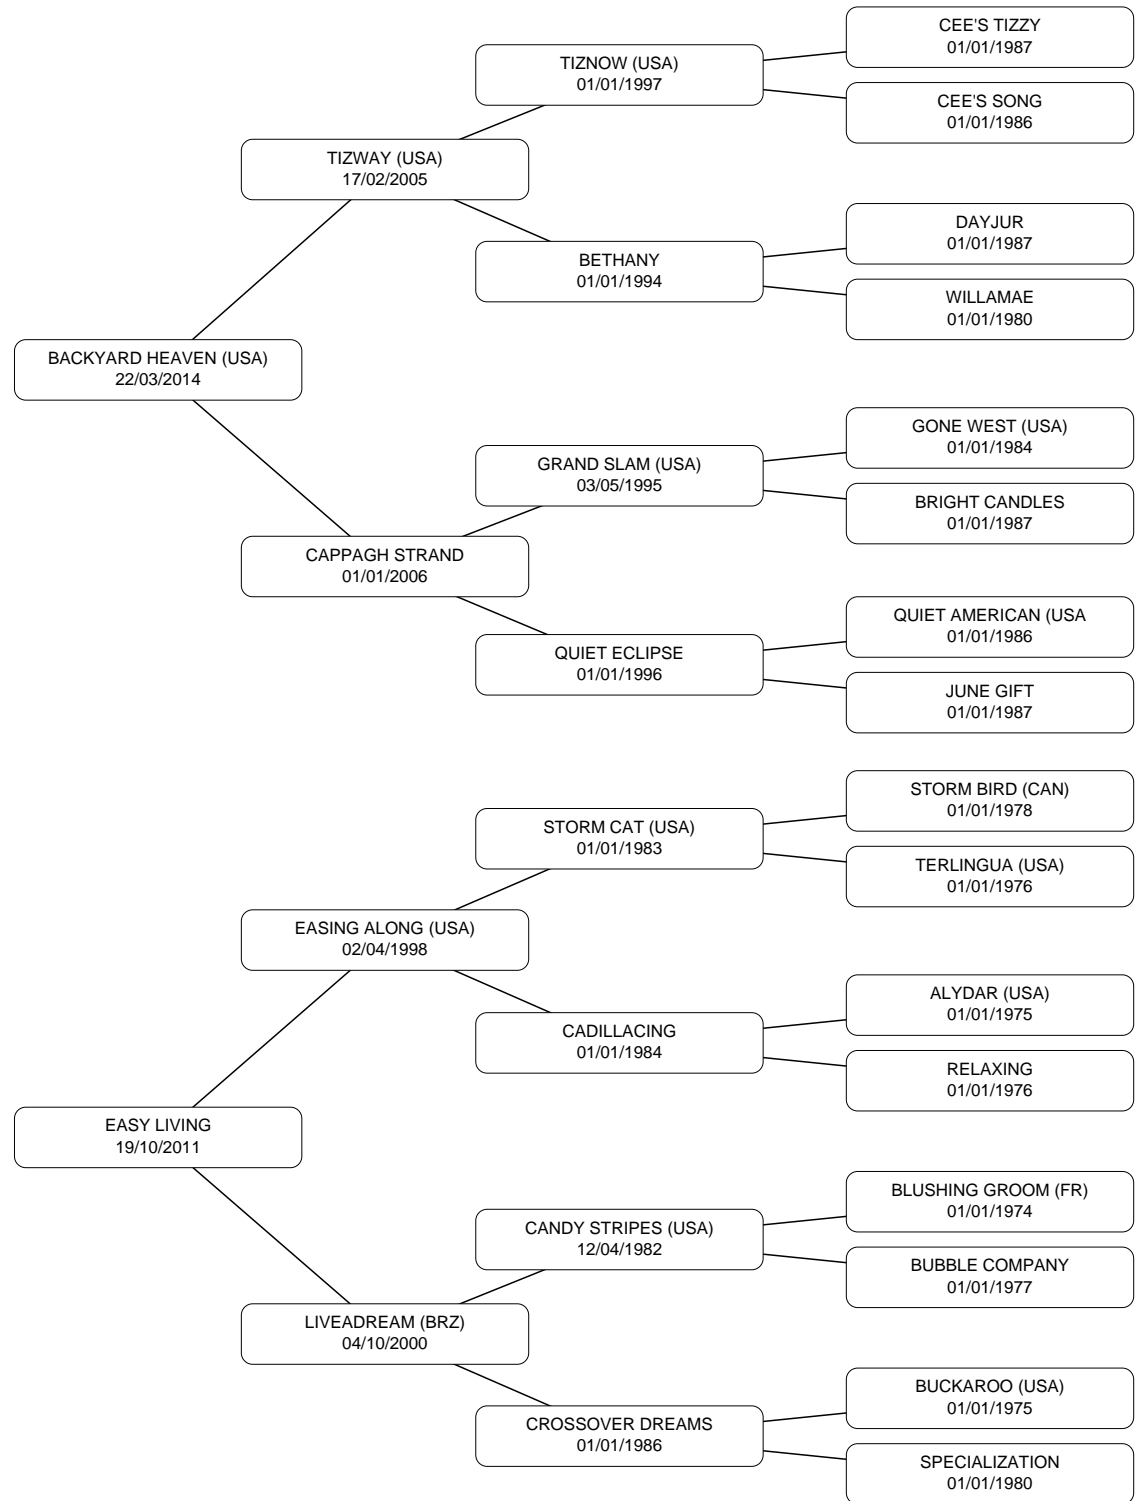 CEE'S TIZZY
01/01/1987
TIZNOW (USA)
01/01/1997
CEE'S SONG
01/01/1986
TIZWAY (USA)
17/02/2005
DAYJUR
01/01/1987
BETHANY
01/01/1994
WILLAMAE
01/01/1980
BACKYARD HEAVEN (USA)
22/03/2014
GONE WEST (USA)
01/01/1984
GRAND SLAM (USA)
03/05/1995
BRIGHT CANDLES
01/01/1987
CAPPAGH STRAND
01/01/2006
QUIET AMERICAN (USA
01/01/1986
QUIET ECLIPSE
01/01/1996
JUNE GIFT
01/01/1987
STORM BIRD (CAN)
01/01/1978
STORM CAT (USA)
01/01/1983
TERLINGUA (USA)
01/01/1976
EASING ALONG (USA)
02/04/1998
ALYDAR (USA)
01/01/1975
CADILLACING
01/01/1984
RELAXING
01/01/1976
EASY LIVING
19/10/2011
BLUSHING GROOM (FR)
01/01/1974
CANDY STRIPES (USA)
12/04/1982
BUBBLE COMPANY
01/01/1977
LIVEADREAM (BRZ)
04/10/2000
BUCKAROO (USA)
01/01/1975
CROSSOVER DREAMS
01/01/1986
SPECIALIZATION
01/01/1980